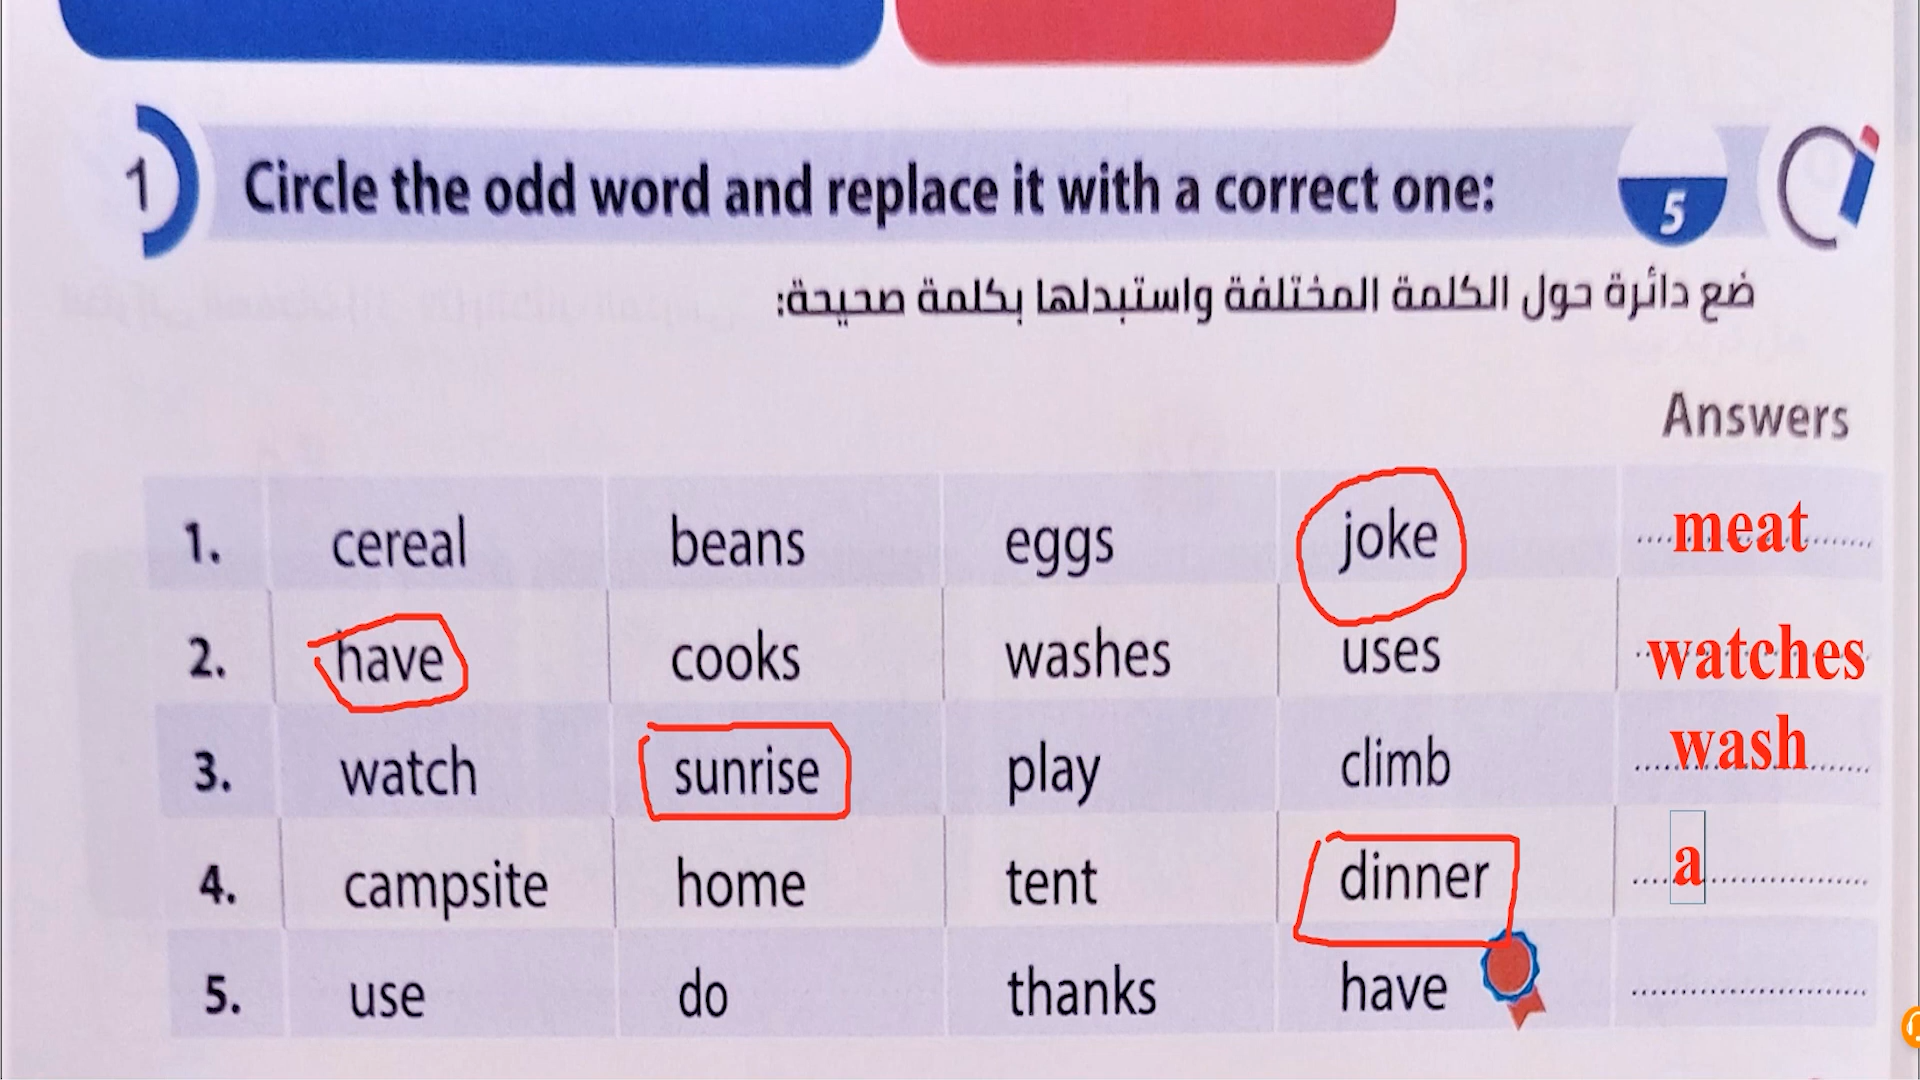 1 Circle the odd word and replace it with a correct one: 5
ضع دائرة حول الكلمة المختلفة واستبدلها بكلمة صحيحة:
Answers
1. cereal beans eggs joke meat
2. have cooks washes uses watches
3. watch sunrise play climb wash
4. campsite home tent dinner a
5. use do thanks have